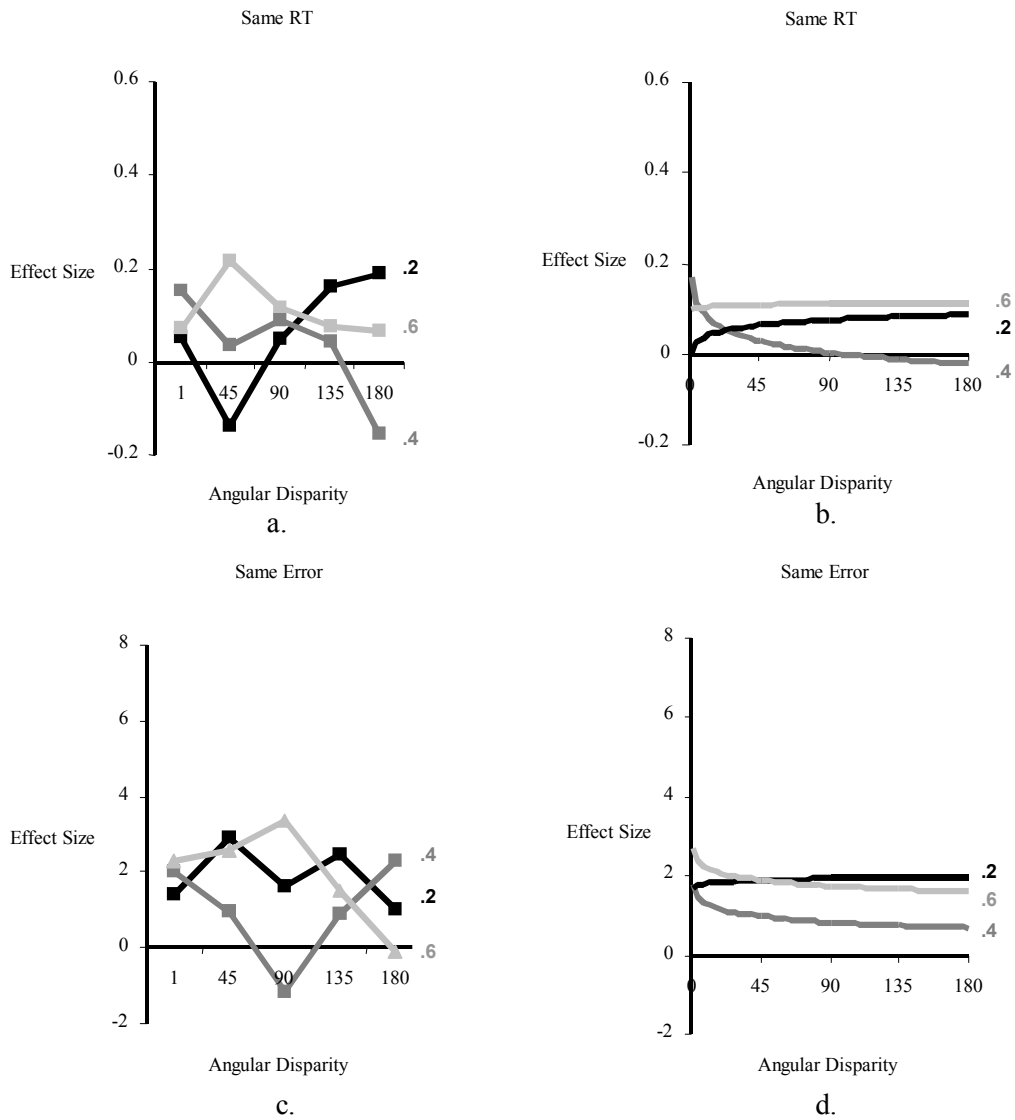 Same RT
0.6
0.4
Effect Size
0.2
0
-0.2
1 45 90 135 180
.2
.6
.4
Angular Disparity
a.
Same RT
0.6
0.4
Effect Size
0.2
0
-0.2
0 45 90 135 180
.6
.2
.4
Angular Disparity
b.
Same Error
8
6
4
Effect Size
2
0
-2
1 45 90 135 180
.4
.2
.6
Angular Disparity
c.
Same Error
8
6
4
Effect Size
2
0
-2
0 45 90 135 180
.2
.6
.4
Angular Disparity
d.